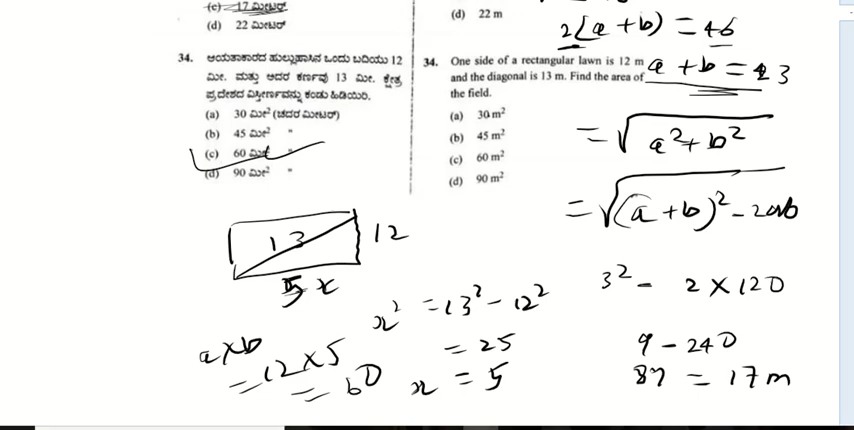 (c) 17 ಮೀಟರ್
(d) 22 ಮೀಟರ್
34. ಆಯತಾಕಾರದ ಹುಲ್ಲುಹಾಸಿನ ಒಂದು ಬದಿಯು 12
ಮೀ. ಮತ್ತು ಅದರ ಕರ್ಣವು 13 ಮೀ. ಕ್ಷೇತ್ರ
ಪ್ರದೇಶದ ವಿಸ್ತೀರ್ಣವನ್ನು ಕಂಡು ಹಿಡಿಯಿರಿ.
(a) 30 ಮೀ² (ಚದರ ಮೀಟರ್)
(b) 45 ಮೀ² "
(c) 60 ಮೀ² "
(d) 90 ಮೀ² "
(d) 22 m
34. One side of a rectangular lawn is 12 m
and the diagonal is 13 m. Find the area of
the field.
(a) 30 m²
(b) 45 m²
(c) 60 m²
(d) 90 m²
2(a + b) = 46
a + b = 23
= √a² + b²
= √(a + b)² - 2ab
3² - 2 × 120
9 - 240
= 17 m
13
12
5 x
x² = 13² - 12²
= 25
x = 5
a×b
= 12 × 5
= 60